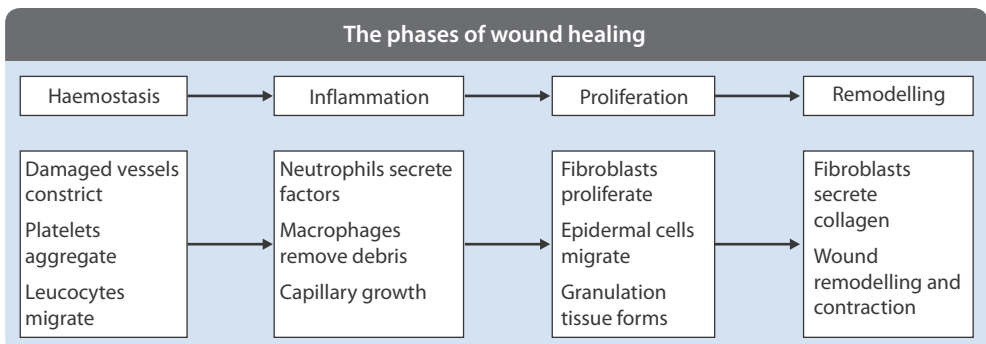 The phases of wound healing
Haemostasis
Inflammation
Proliferation
Remodelling
Damaged vessels
constrict
Platelets
aggregate
Leucocytes
migrate
Neutrophils secrete
factors
Macrophages
remove debris
Capillary growth
Fibroblasts
proliferate
Epidermal cells
migrate
Granulation
tissue forms
Fibroblasts
secrete
collagen
Wound
remodelling and
contraction